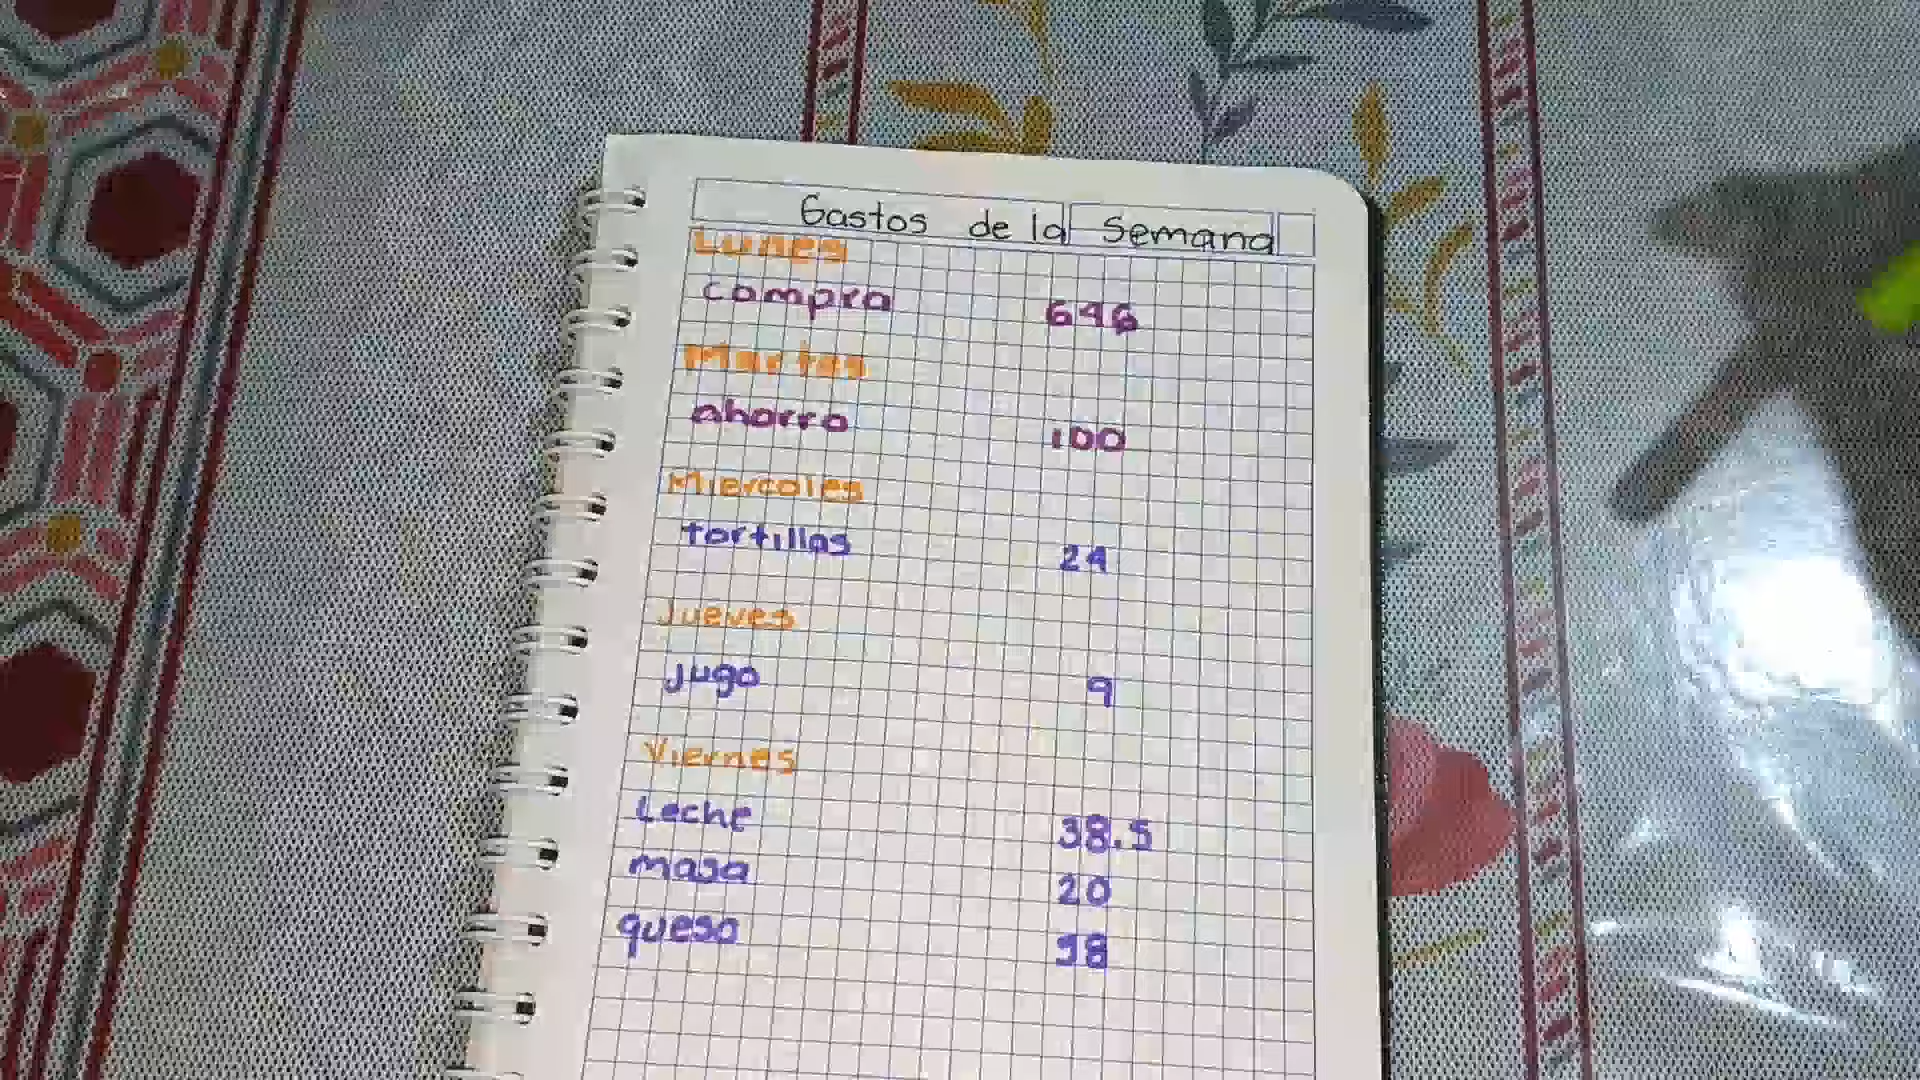 Gastos de la Semana
Lunes
compra 646
Martes
ahorro 100
Miercoles
tortillas 24
Jueves
jugo 9
Viernes
Leche 38.5
masa 20
queso 98